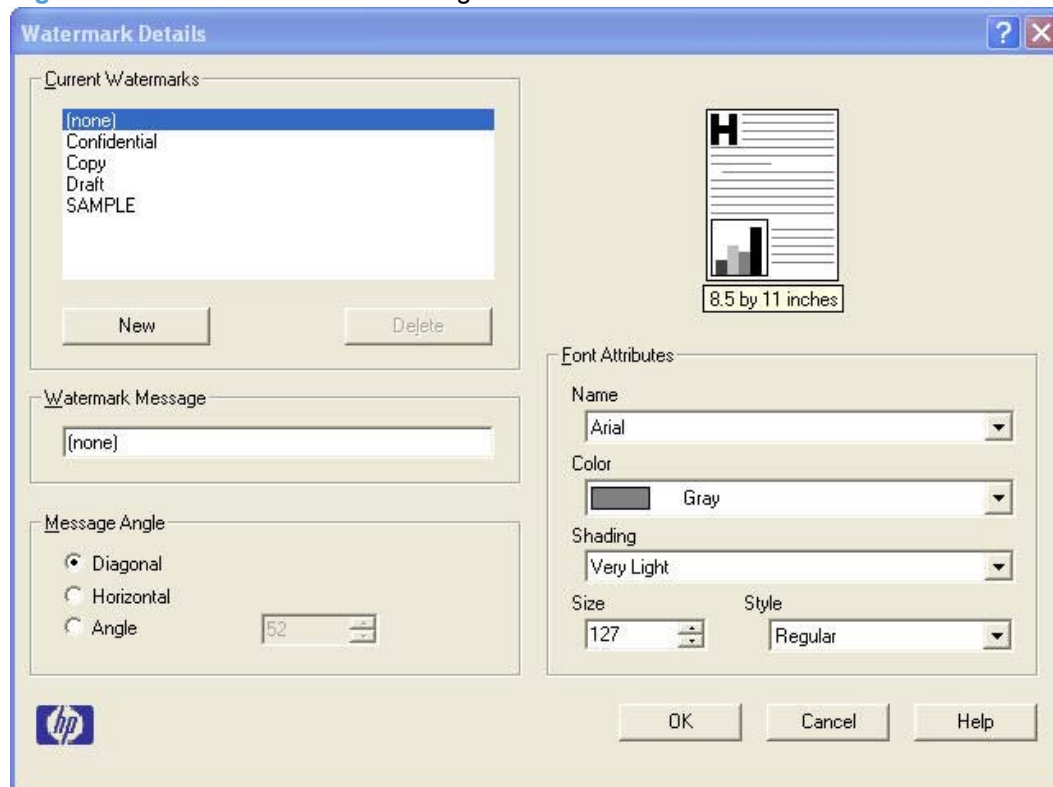 Watermark Details
Current Watermarks
(none)
Confidential
Copy
Draft
SAMPLE
New
Delete
Watermark Message
(none)
Message Angle
Diagonal
Horizontal
Angle
52
H
8.5 by 11 inches
Font Attributes
Name
Arial
Color
Gray
Shading
Very Light
Size Style
127 Regular
hp
OK Cancel Help